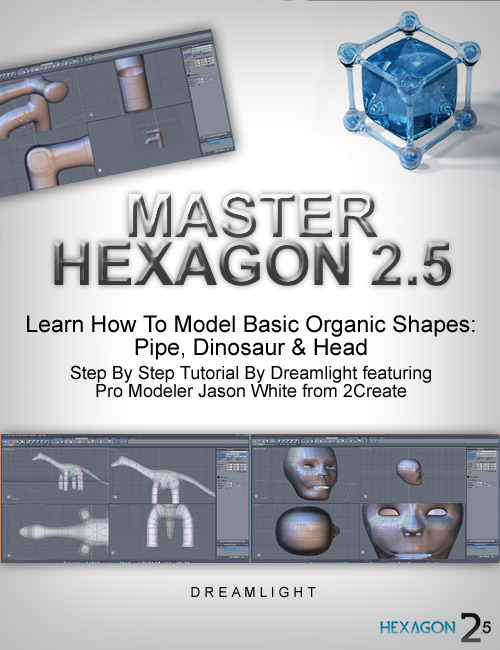 MASTER
HEXAGON 2.5
Learn How To Model Basic Organic Shapes:
Pipe, Dinosaur & Head
Step By Step Tutorial By Dreamlight featuring
Pro Modeler Jason White from 2Create
DREAMLIGHT
HEXAGON 2 5